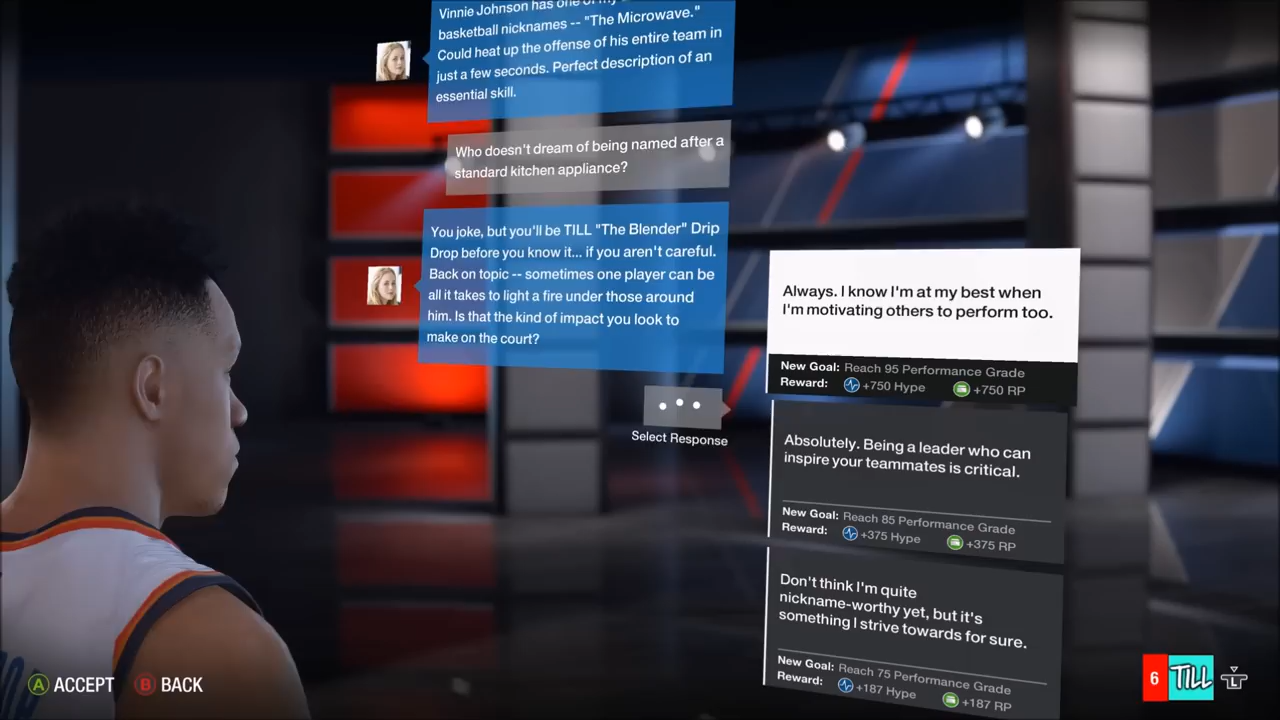 Vinnie Johnson has one of my
basketball nicknames -- "The Microwave."
Could heat up the offense of his entire team in
just a few seconds. Perfect description of an
essential skill.
Who doesn't dream of being named after a
standard kitchen appliance?
You joke, but you'll be TILL "The Blender" Drip
Drop before you know it... if you aren't careful.
Back on topic -- sometimes one player can be
all it takes to light a fire under those around
him. Is that the kind of impact you look to
make on the court?
Select Response
Always. I know I'm at my best when
I'm motivating others to perform too.
New Goal: Reach 95 Performance Grade
Reward: +750 Hype +750 RP
Absolutely. Being a leader who can
inspire your teammates is critical.
New Goal: Reach 85 Performance Grade
Reward: +375 Hype +375 RP
Don't think I'm quite
nickname-worthy yet, but it's
something I strive towards for sure.
New Goal: Reach 75 Performance Grade
Reward: +187 Hype +187 RP
A ACCEPT B BACK
6 TILL L